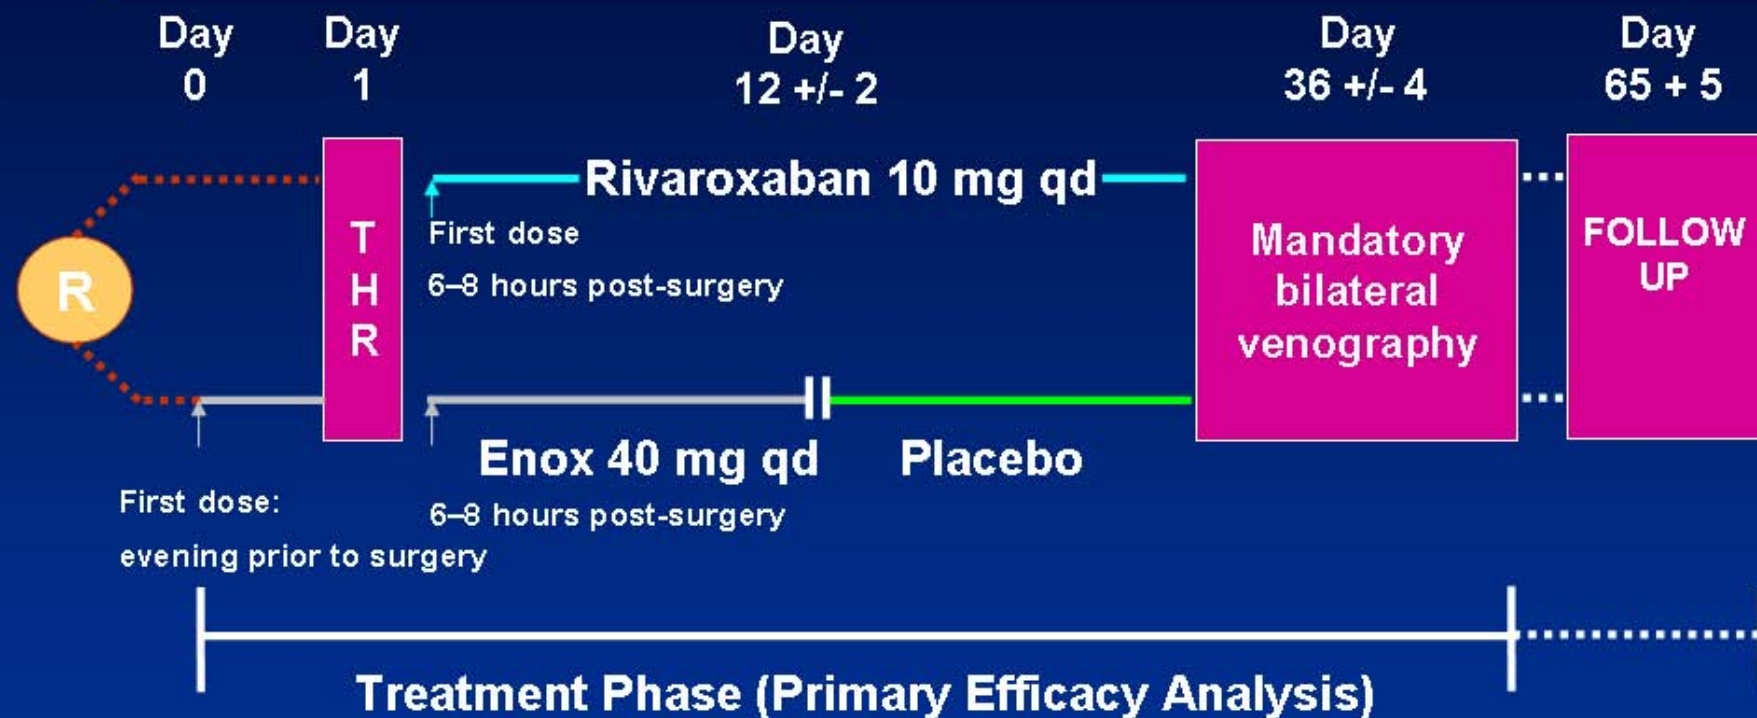 Day
0
Day
1
Day
12 +/- 2
Day
36 +/- 4
Day
65 + 5
R
T
H
R
Rivaroxaban 10 mg qd
First dose
6–8 hours post-surgery
Mandatory
bilateral
venography
FOLLOW
UP
Enox 40 mg qd
Placebo
First dose:
evening prior to surgery
6–8 hours post-surgery
Treatment Phase (Primary Efficacy Analysis)